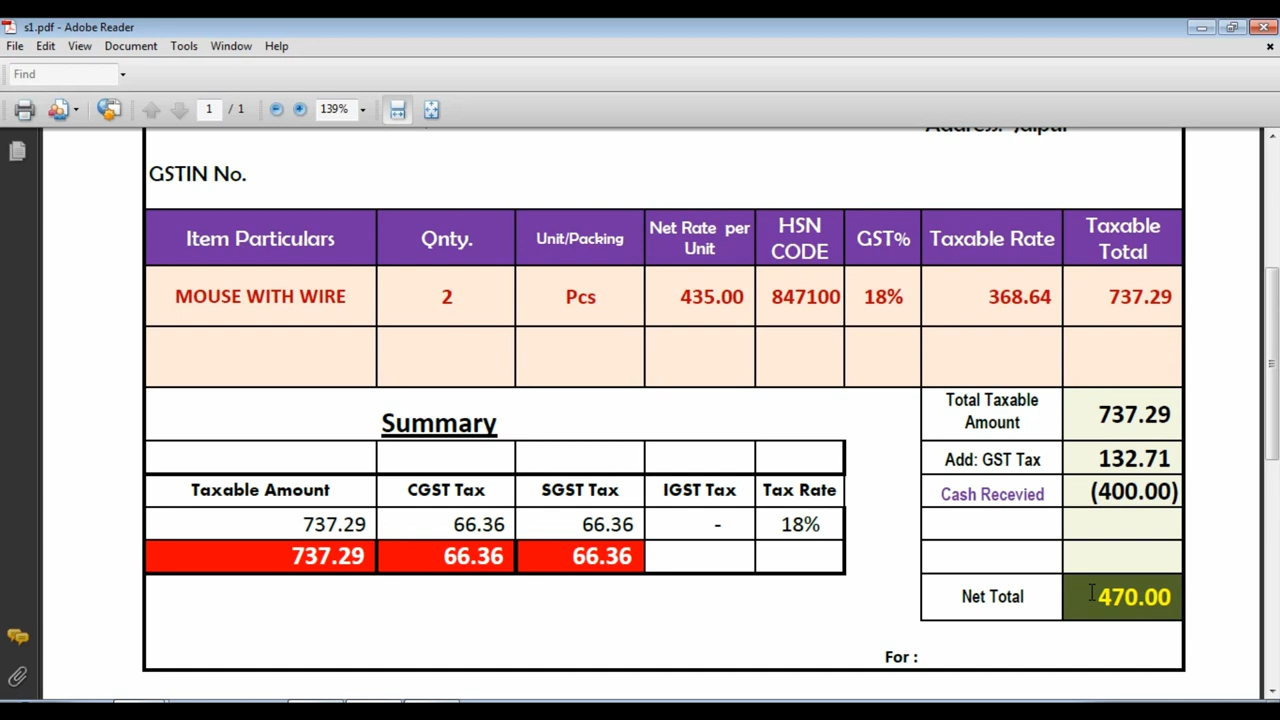 s1.pdf - Adobe Reader
File Edit View Document Tools Window Help
Find
1 / 1 139%
Address: Jaipur
GSTIN No.
Item Particulars Qnty. Unit/Packing Net Rate per Unit HSN CODE GST% Taxable Rate Taxable Total
MOUSE WITH WIRE 2 Pcs 435.00 847100 18% 368.64 737.29
Total Taxable Amount 737.29
Summary
Add: GST Tax 132.71
Taxable Amount CGST Tax SGST Tax IGST Tax Tax Rate
Cash Recevied (400.00)
737.29 66.36 66.36 - 18%
737.29 66.36 66.36
Net Total 470.00
For :